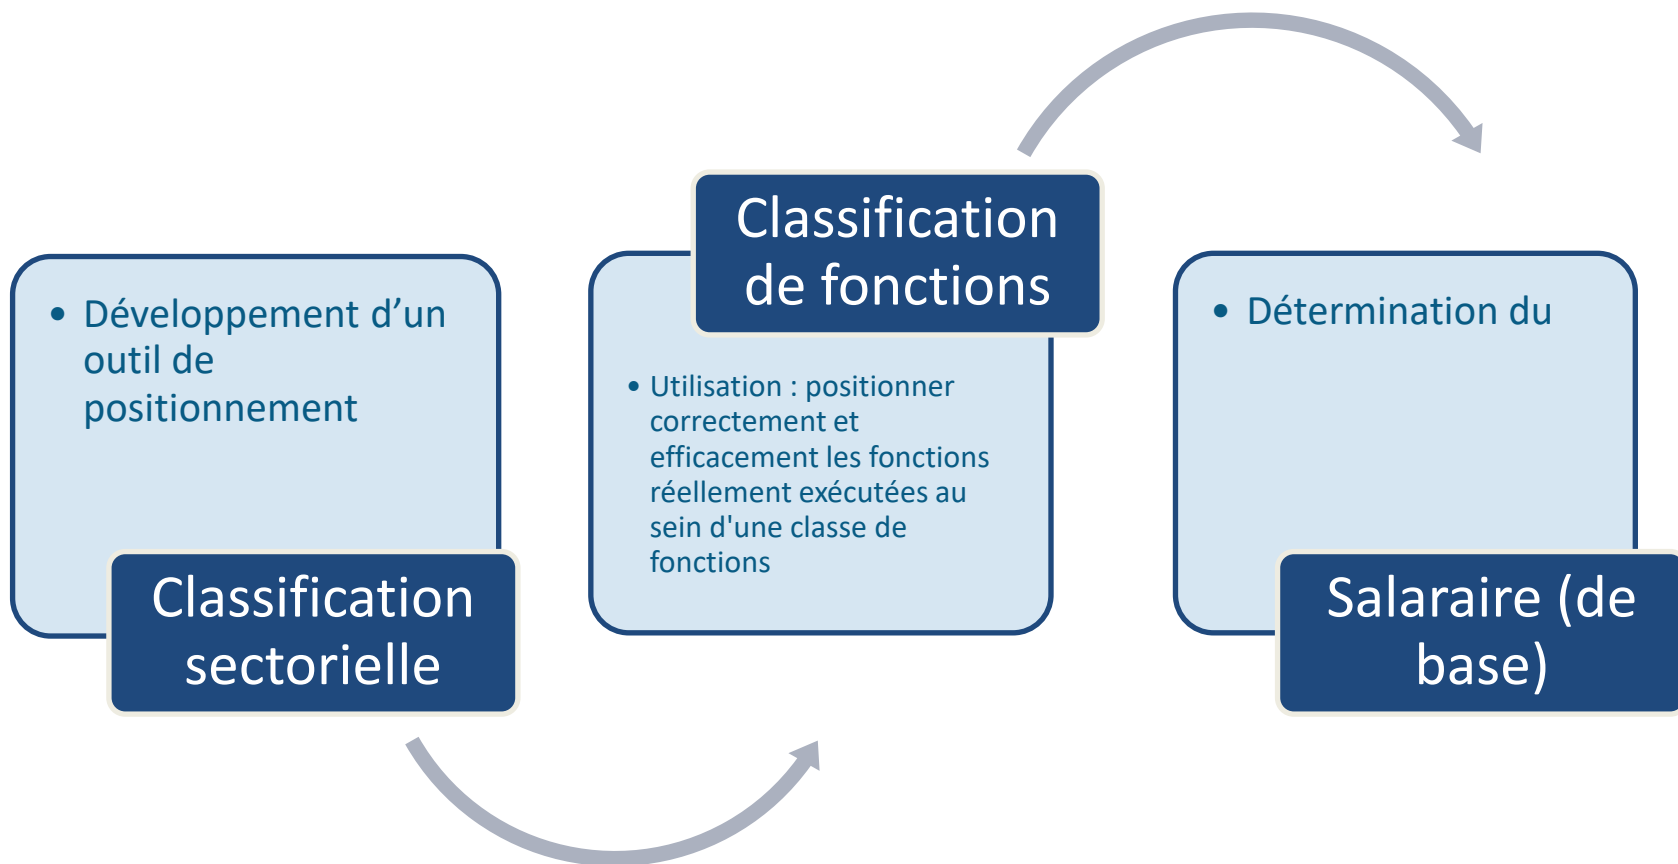 • Développement d’un
outil de
positionnement
Classification
sectorielle
Classification
de fonctions
• Utilisation : positionner
correctement et
efficacement les fonctions
réellement exécutées au
sein d'une classe de
fonctions
• Détermination du
Salaraire (de
base)